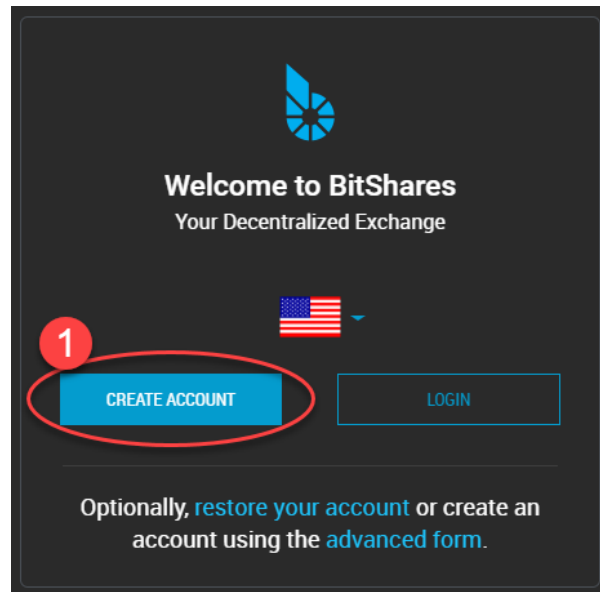 Welcome to BitShares
Your Decentralized Exchange
1
CREATE ACCOUNT
LOGIN
Optionally, restore your account or create an
account using the advanced form.